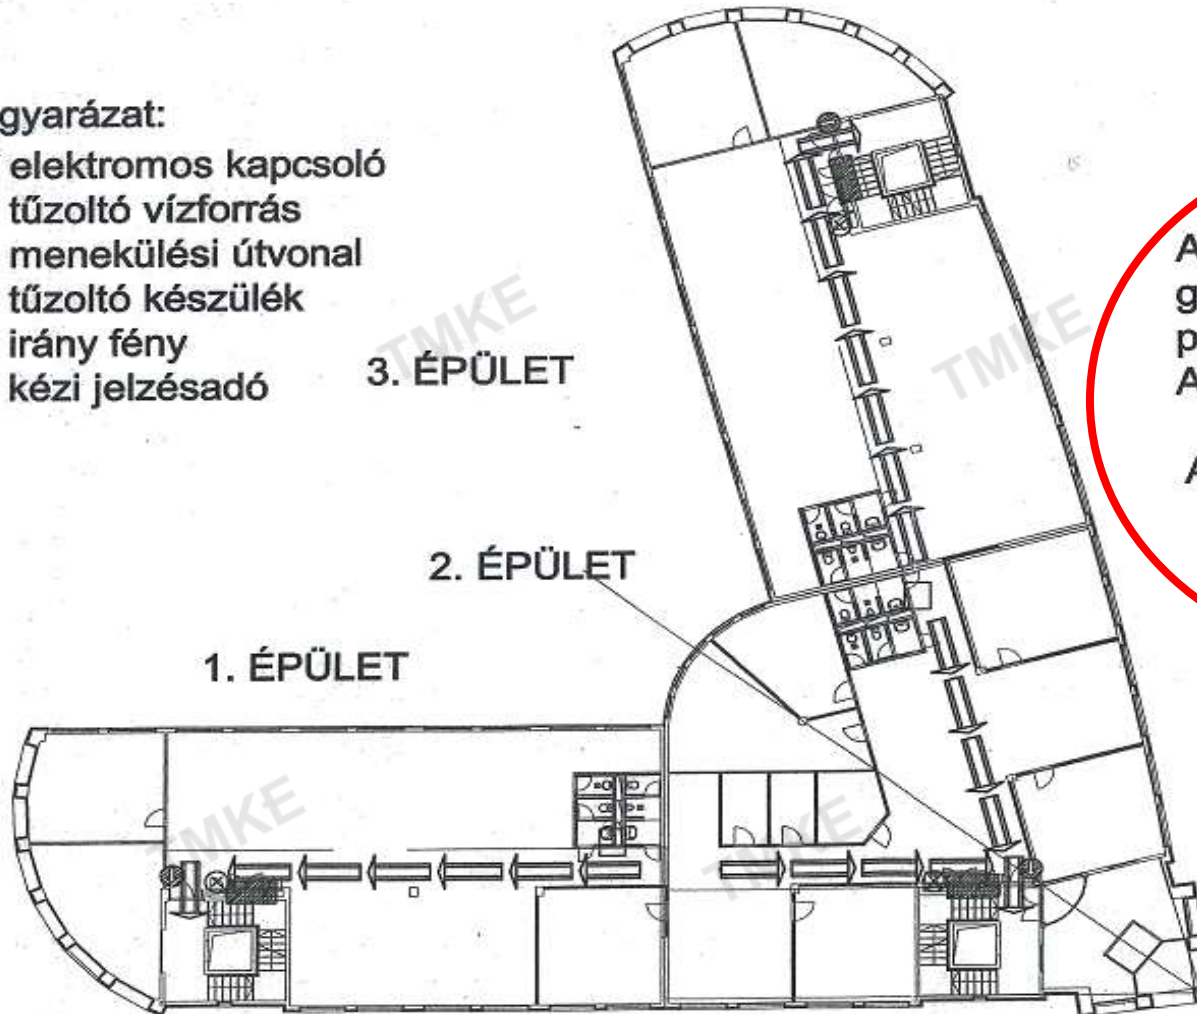 gyarázat:
elektromos kapcsoló
tűzoltó vízforrás
menekülési útvonal
tűzoltó készülék
irány fény
kézi jelzésadó
3. ÉPÜLET
2. ÉPÜLET
1. ÉPÜLET
A
g
p
A
A
TMKE
TMKE
TMKE
TMKE